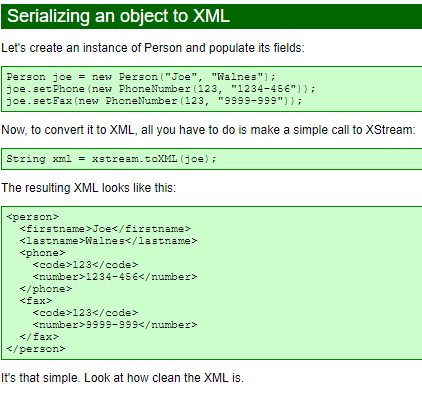 Serializing an object to XML
Let's create an instance of Person and populate its fields:
Person joe = new Person("Joe", "Walnes");
joe.setPhone(new PhoneNumber(123, "1234-456"));
joe.setFax(new PhoneNumber(123, "9999-999"));
Now, to convert it to XML, all you have to do is make a simple call to XStream:
String xml = xstream.toXML(joe);
The resulting XML looks like this:
<person>
  <firstname>Joe</firstname>
  <lastname>Walnes</lastname>
  <phone>
    <code>123</code>
    <number>1234-456</number>
  </phone>
  <fax>
    <code>123</code>
    <number>9999-999</number>
  </fax>
</person>
It's that simple. Look at how clean the XML is.